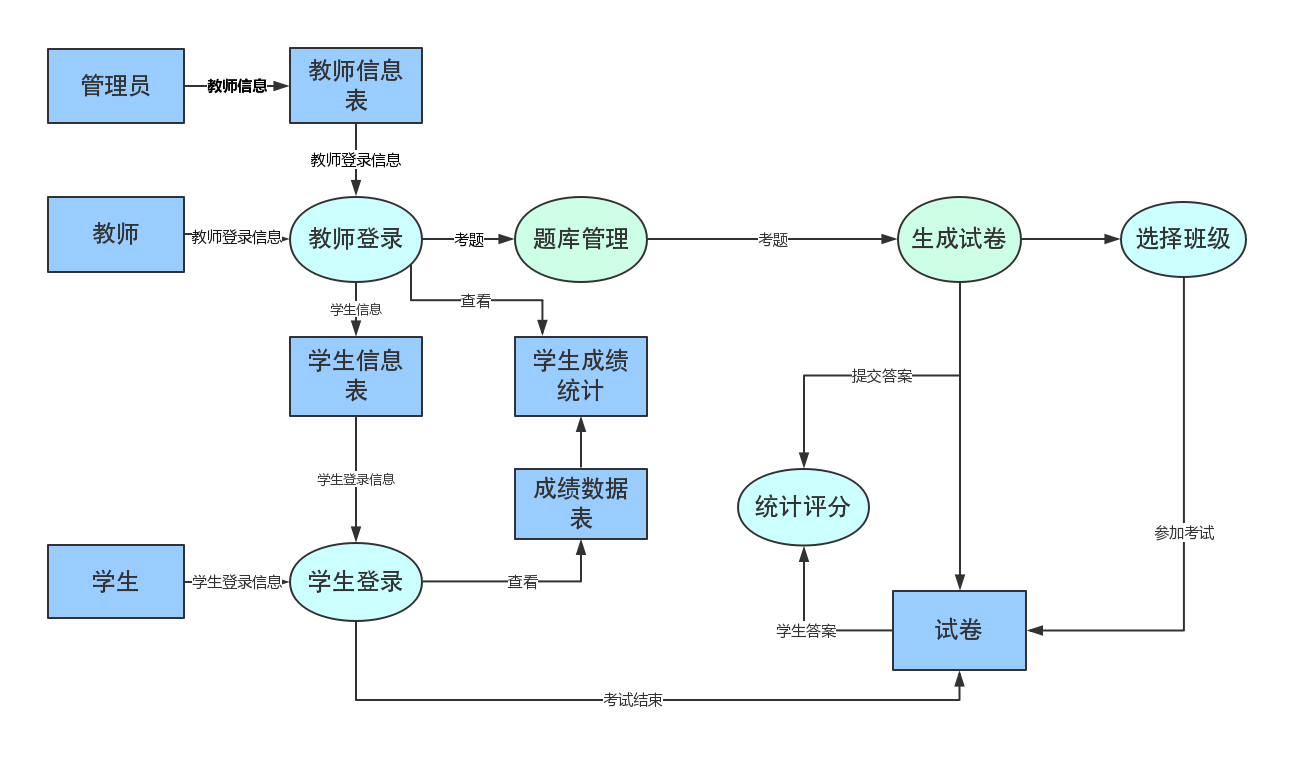 管理员
教师信息
教师信息
表
教师登录信息
教师
教师登录信息
教师登录
考题
题库管理
考题
生成试卷
选择班级
学生信息
查看
学生信息
表
学生成绩
统计
提交答案
学生登录信息
成绩数据
表
统计评分
参加考试
学生
学生登录信息
学生登录
查看
学生答案
试卷
考试结束